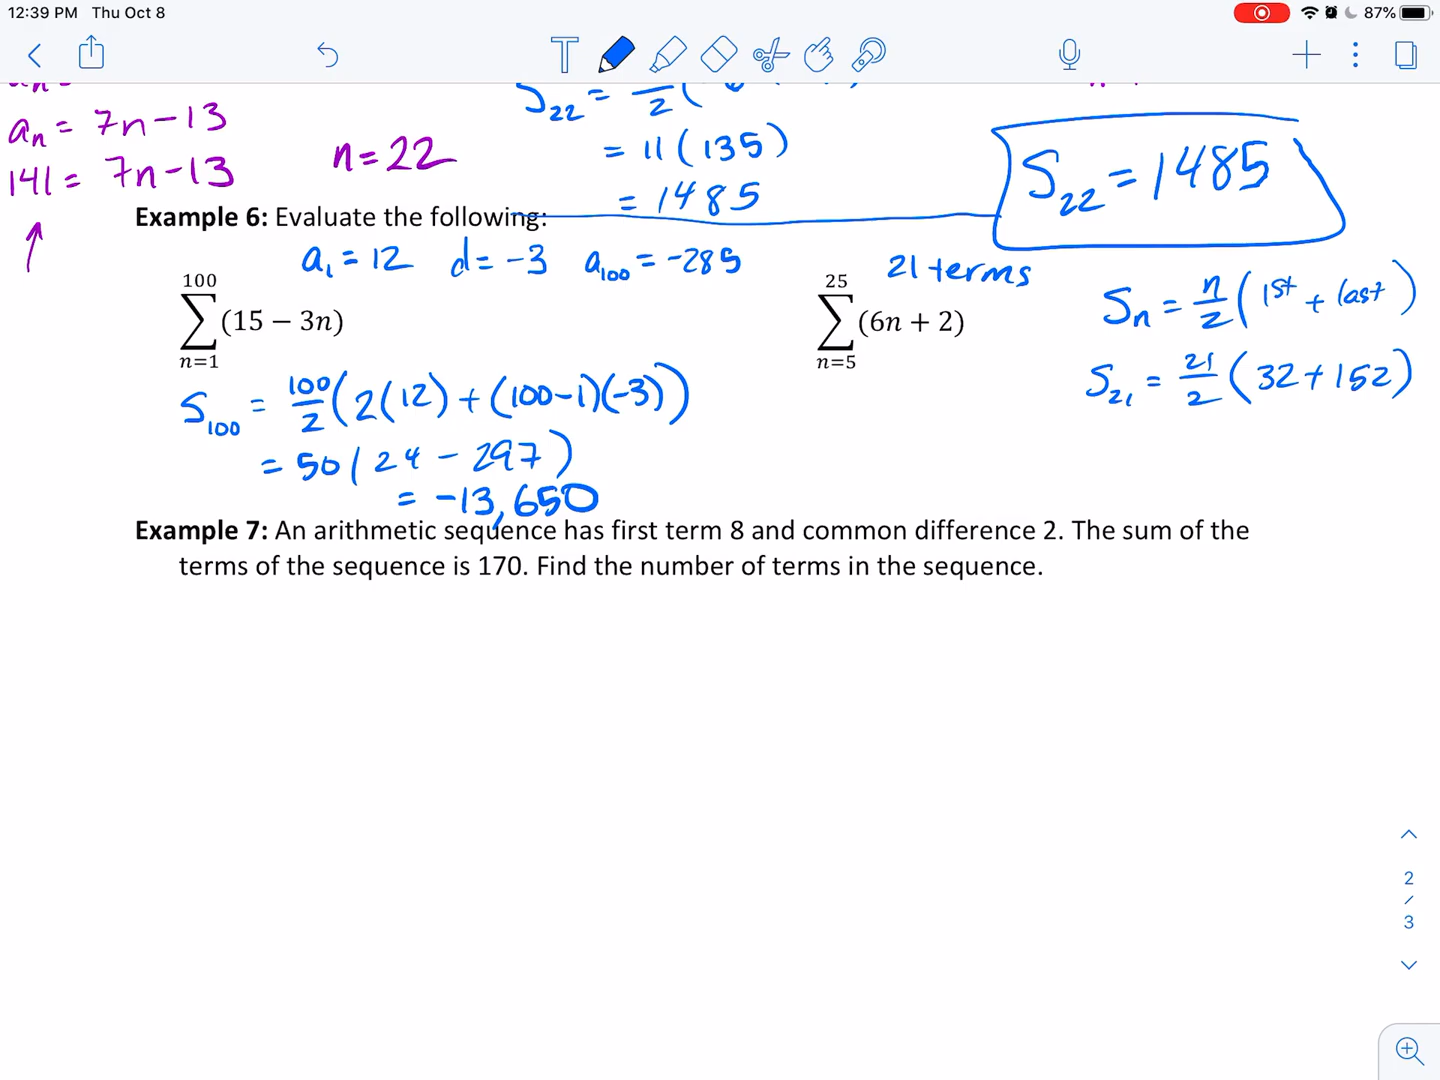 12:39 PM Thu Oct 8
87%
aₙ = 7n - 13
141 = 7n - 13
n = 22
S₂₂ =
= 11(135)
= 1485
S₂₂ = 1485
Example 6: Evaluate the following:
a₁ = 12 d = -3 a₁₀₀ = -285
100
∑ (15 − 3n)
n=1
S₁₀₀ = 100/2 (2(12) + (100-1)(-3))
= 50(24 - 297)
= -13,650
21 terms
25
∑ (6n + 2)
n=5
Sₙ = n/2 (1st + last)
S₂₁ = 21/2 (32 + 152)
Example 7: An arithmetic sequence has first term 8 and common difference 2. The sum of the
terms of the sequence is 170. Find the number of terms in the sequence.
2
/
3